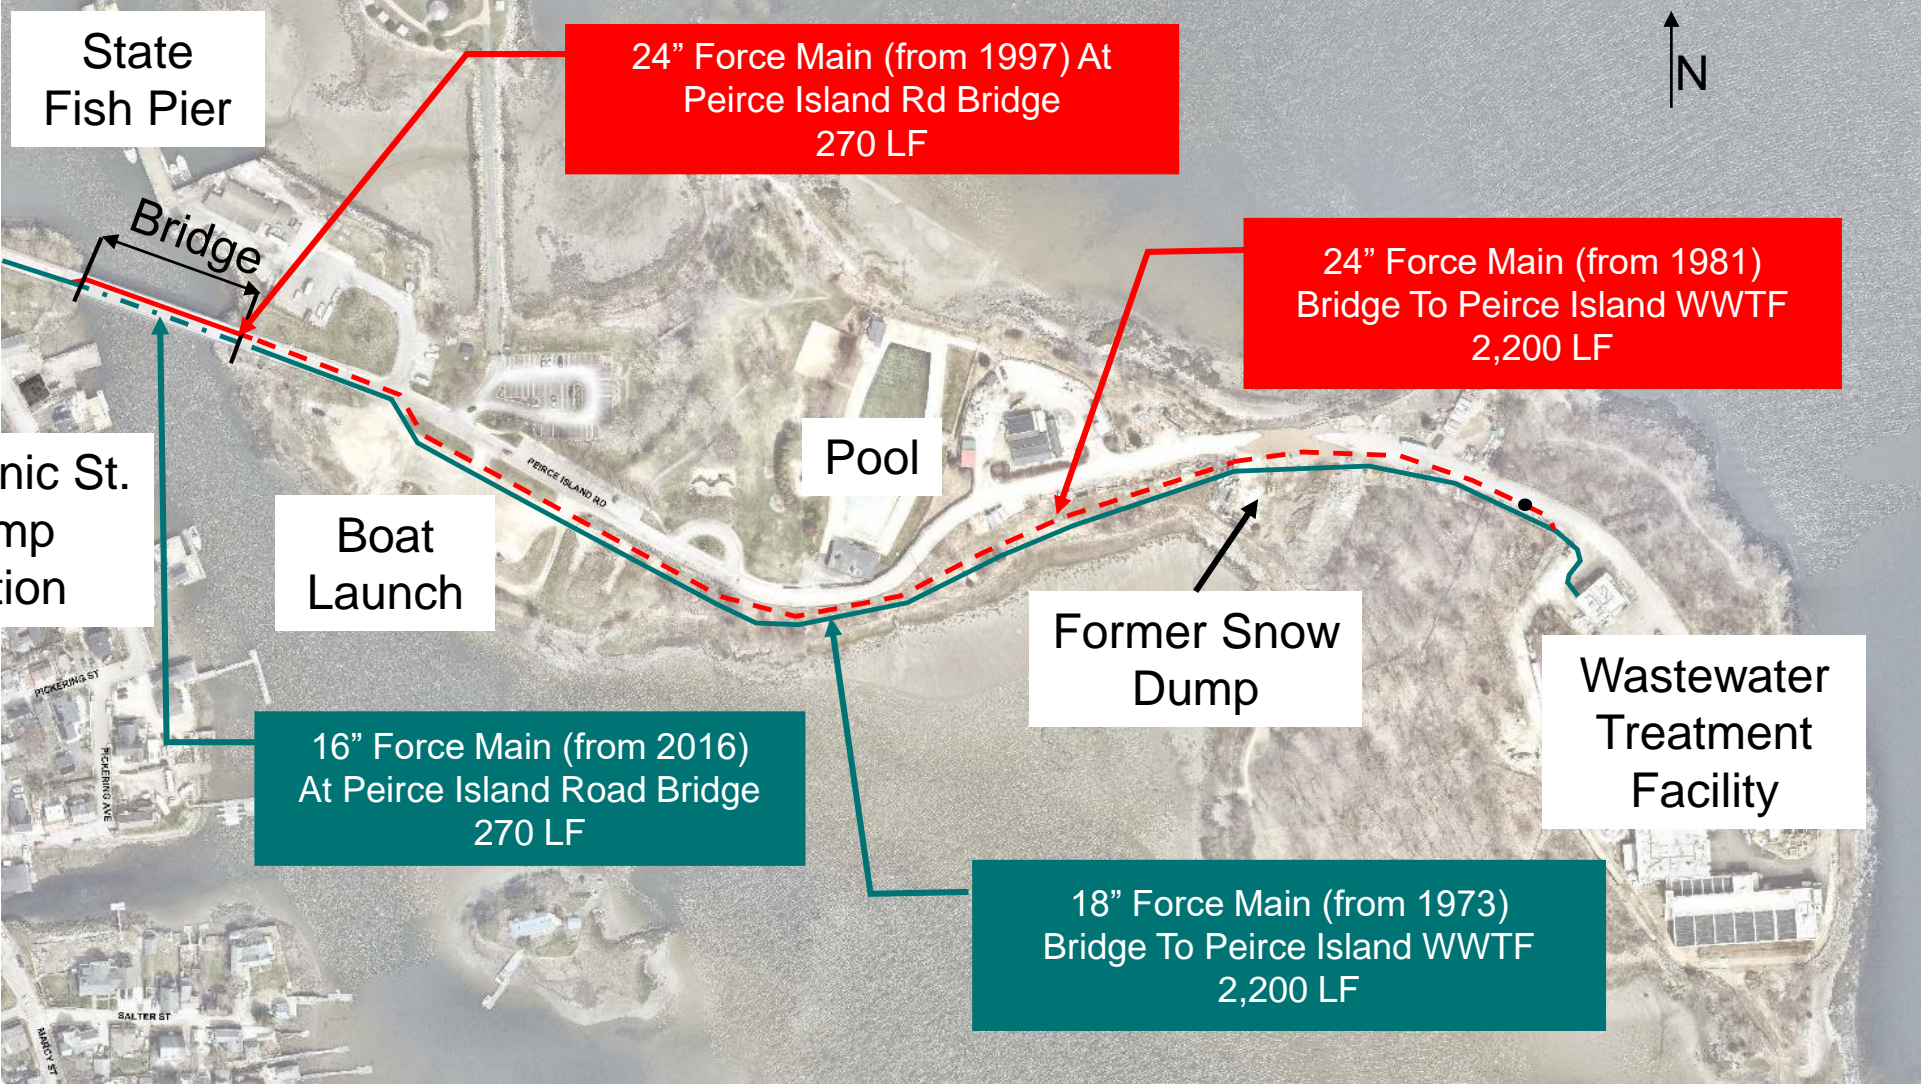 State
Fish Pier
24” Force Main (from 1997) At
Peirce Island Rd Bridge
270 LF
N
Bridge
24” Force Main (from 1981)
Bridge To Peirce Island WWTF
2,200 LF
nic St.
mp
tion
Boat
Launch
PEIRCE ISLAND RD
Pool
Former Snow
Dump
Wastewater
Treatment
Facility
PICKERING ST
PICKERING AVE
16” Force Main (from 2016)
At Peirce Island Road Bridge
270 LF
18” Force Main (from 1973)
Bridge To Peirce Island WWTF
2,200 LF
SALTER ST
MARCY ST